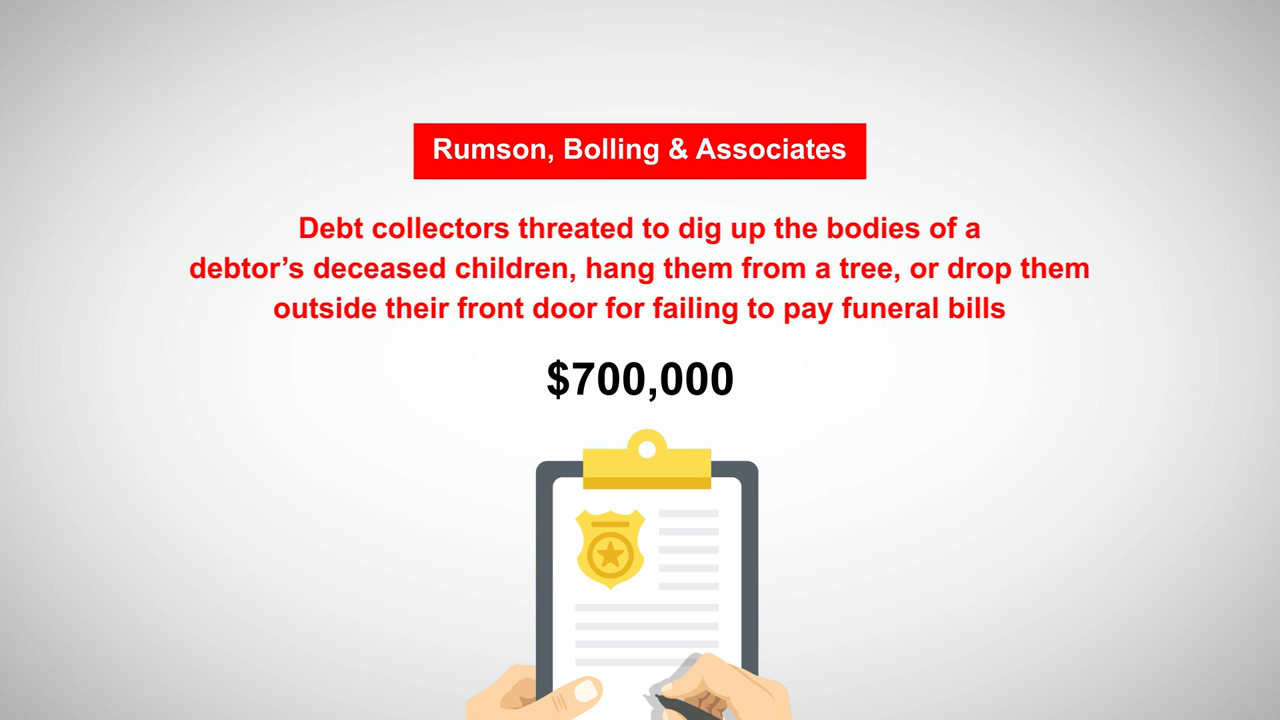 Rumson, Bolling & Associates
Debt collectors threated to dig up the bodies of a
debtor’s deceased children, hang them from a tree, or drop them
outside their front door for failing to pay funeral bills
$700,000